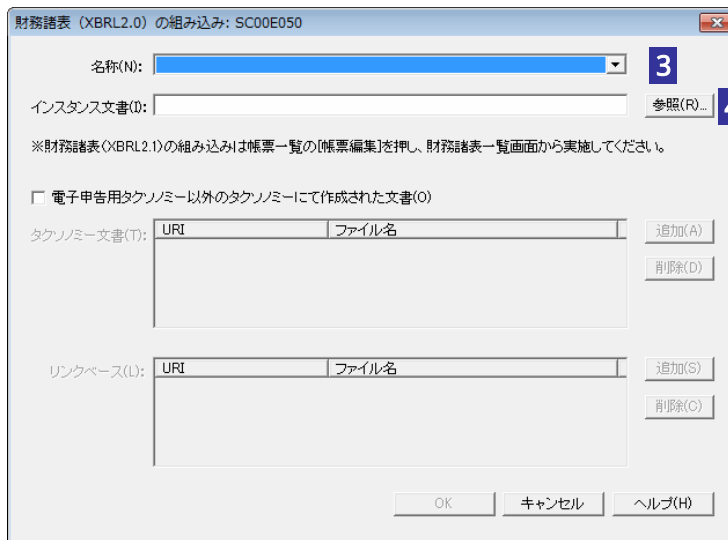 財務諸表（XBRL2.0）の組み込み: SC00E050
名称(N):
3
インスタンス文書(I):
参照(R)...
※財務諸表(XBRL2.1)の組み込みは帳票一覧の[帳票編集]を押し、財務諸表一覧画面から実施してください。
電子申告用タクソノミー以外のタクソノミーにて作成された文書(O)
タクソノミー文書(T):
URI
ファイル名
追加(A)
削除(D)
リンクベース(L):
URI
ファイル名
追加(S)
削除(C)
OK
キャンセル
ヘルプ(H)